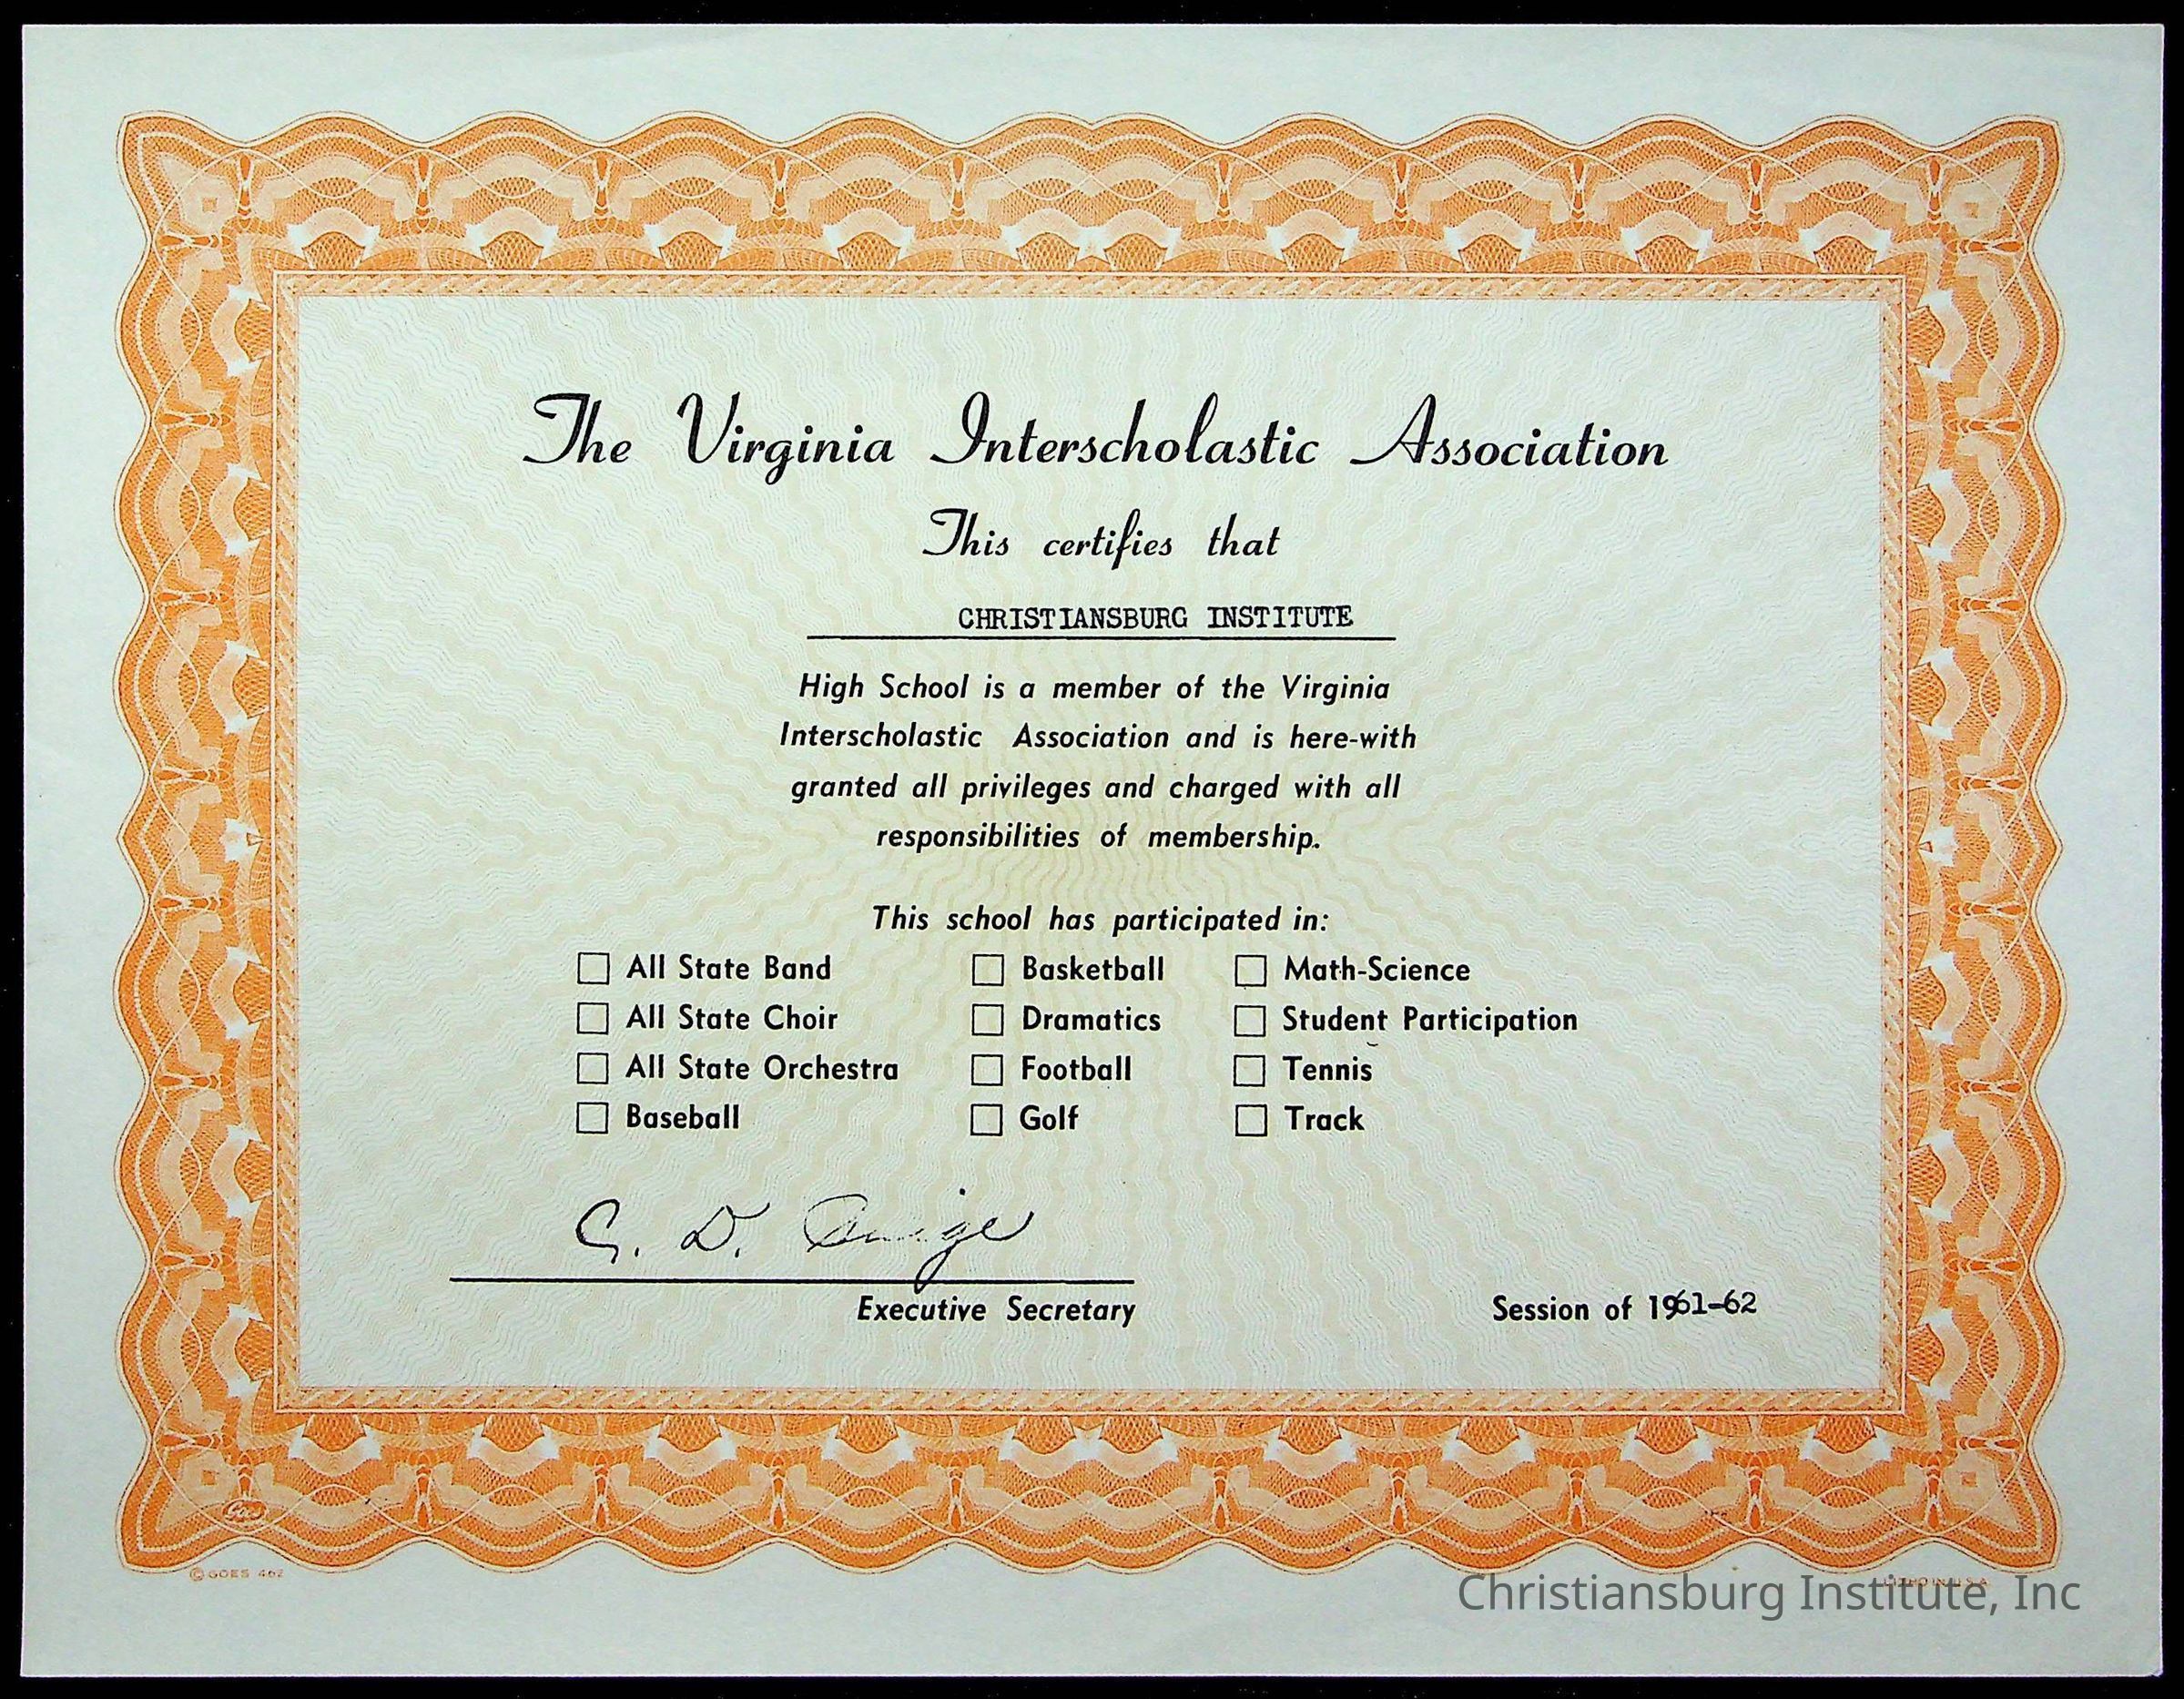 The Virginia Interscholastic Association
This certifies that
CHRISTIANSBURG INSTITUTE
High School is a member of the Virginia
Interscholastic Association and is here-with
granted all privileges and charged with all
responsibilities of membership.
This school has participated in:
All State Band
All State Choir
All State Orchestra
Baseball
Basketball
Dramatics
Football
Golf
Math-Science
Student Participation
Tennis
Track
Executive Secretary
Session of 1961-62
Goes
© GOES 462
LITHO IN U.S.A.
Christiansburg Institute, Inc